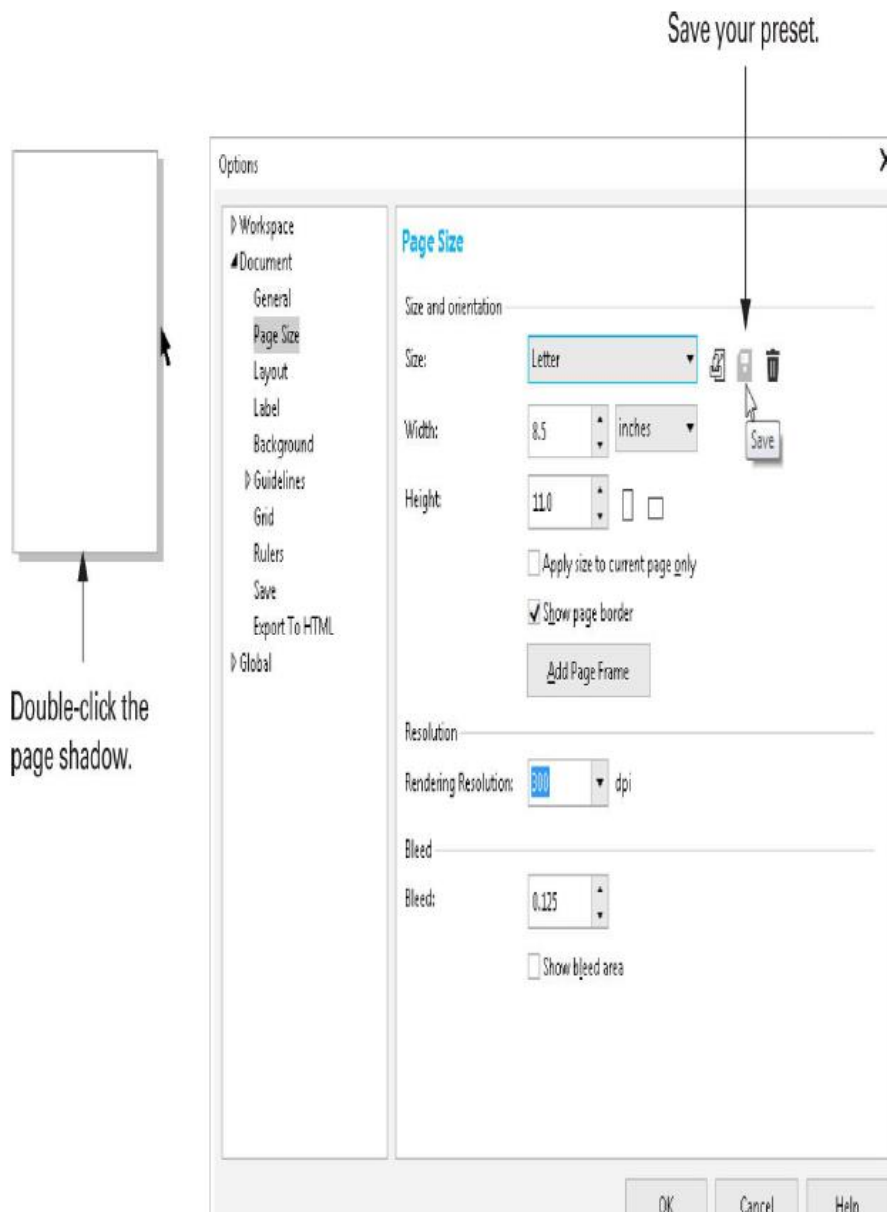 Save your preset.
Options
Workspace
Document
General
Page Size
Layout
Label
Background
Guidelines
Grid
Rulers
Save
Export To HTML
Global
Page Size
Size and orientation
Size: Letter
Width: 8.5 inches
Save
Height: 11.0
Apply size to current page only
Show page border
Add Page Frame
Resolution
Rendering Resolution: 300 dpi
Bleed
Bleed: 0.125
Show bleed area
OK Cancel Help
Double-click the
page shadow.